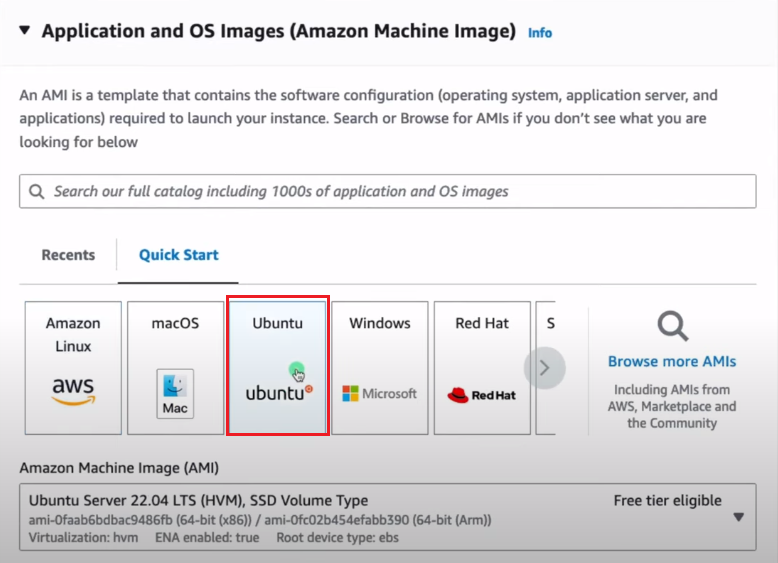 Application and OS Images (Amazon Machine Image) Info
An AMI is a template that contains the software configuration (operating system, application server, and
applications) required to launch your instance. Search or Browse for AMIs if you don’t see what you are
looking for below
Search our full catalog including 1000s of application and OS images
Recents
Quick Start
Amazon
Linux
aws
macOS
Mac
Ubuntu
ubuntu
Windows
Microsoft
Red Hat
Red Hat
S
Browse more AMIs
Including AMIs from
AWS, Marketplace and
the Community
Amazon Machine Image (AMI)
Ubuntu Server 22.04 LTS (HVM), SSD Volume Type
Free tier eligible
ami-0faab6bdbac9486fb (64-bit (x86)) / ami-0fc02b454efabb390 (64-bit (Arm))
Virtualization: hvm ENA enabled: true Root device type: ebs